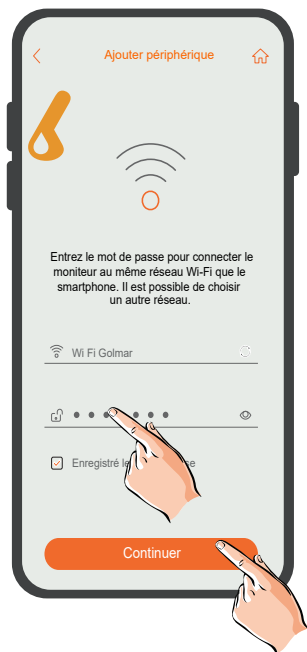 Ajouter périphérique
Entrez le mot de passe pour connecter le
moniteur au même réseau Wi-Fi que le
smartphone. Il est possible de choisir
un autre réseau.
Wi Fi Golmar
Enregistré le
Continuer